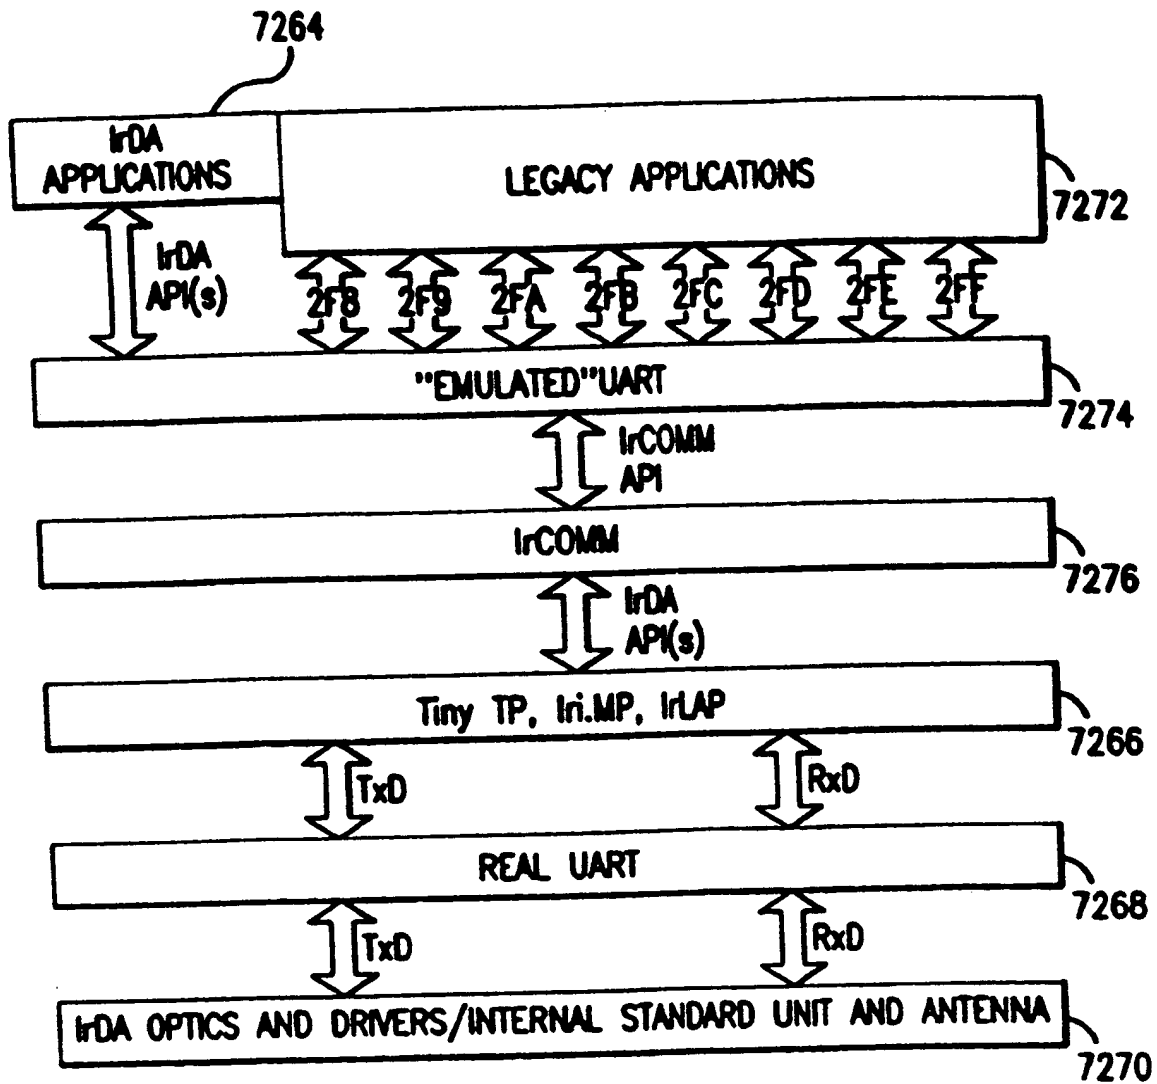 7264
IrDA
APPLICATIONS
LEGACY APPLICATIONS
7272
IrDA
API(s)
2F8 2F9 2FA 2FB 2FC 2FD 2FE 2FF
"EMULATED"UART
7274
IrCOMM
API
IrCOMM
7276
IrDA
API(s)
Tiny TP, Iri.MP, IrLAP
7266
TxD RxD
REAL UART
7268
TxD RxD
IrDA OPTICS AND DRIVERS/INTERNAL STANDARD UNIT AND ANTENNA
7270